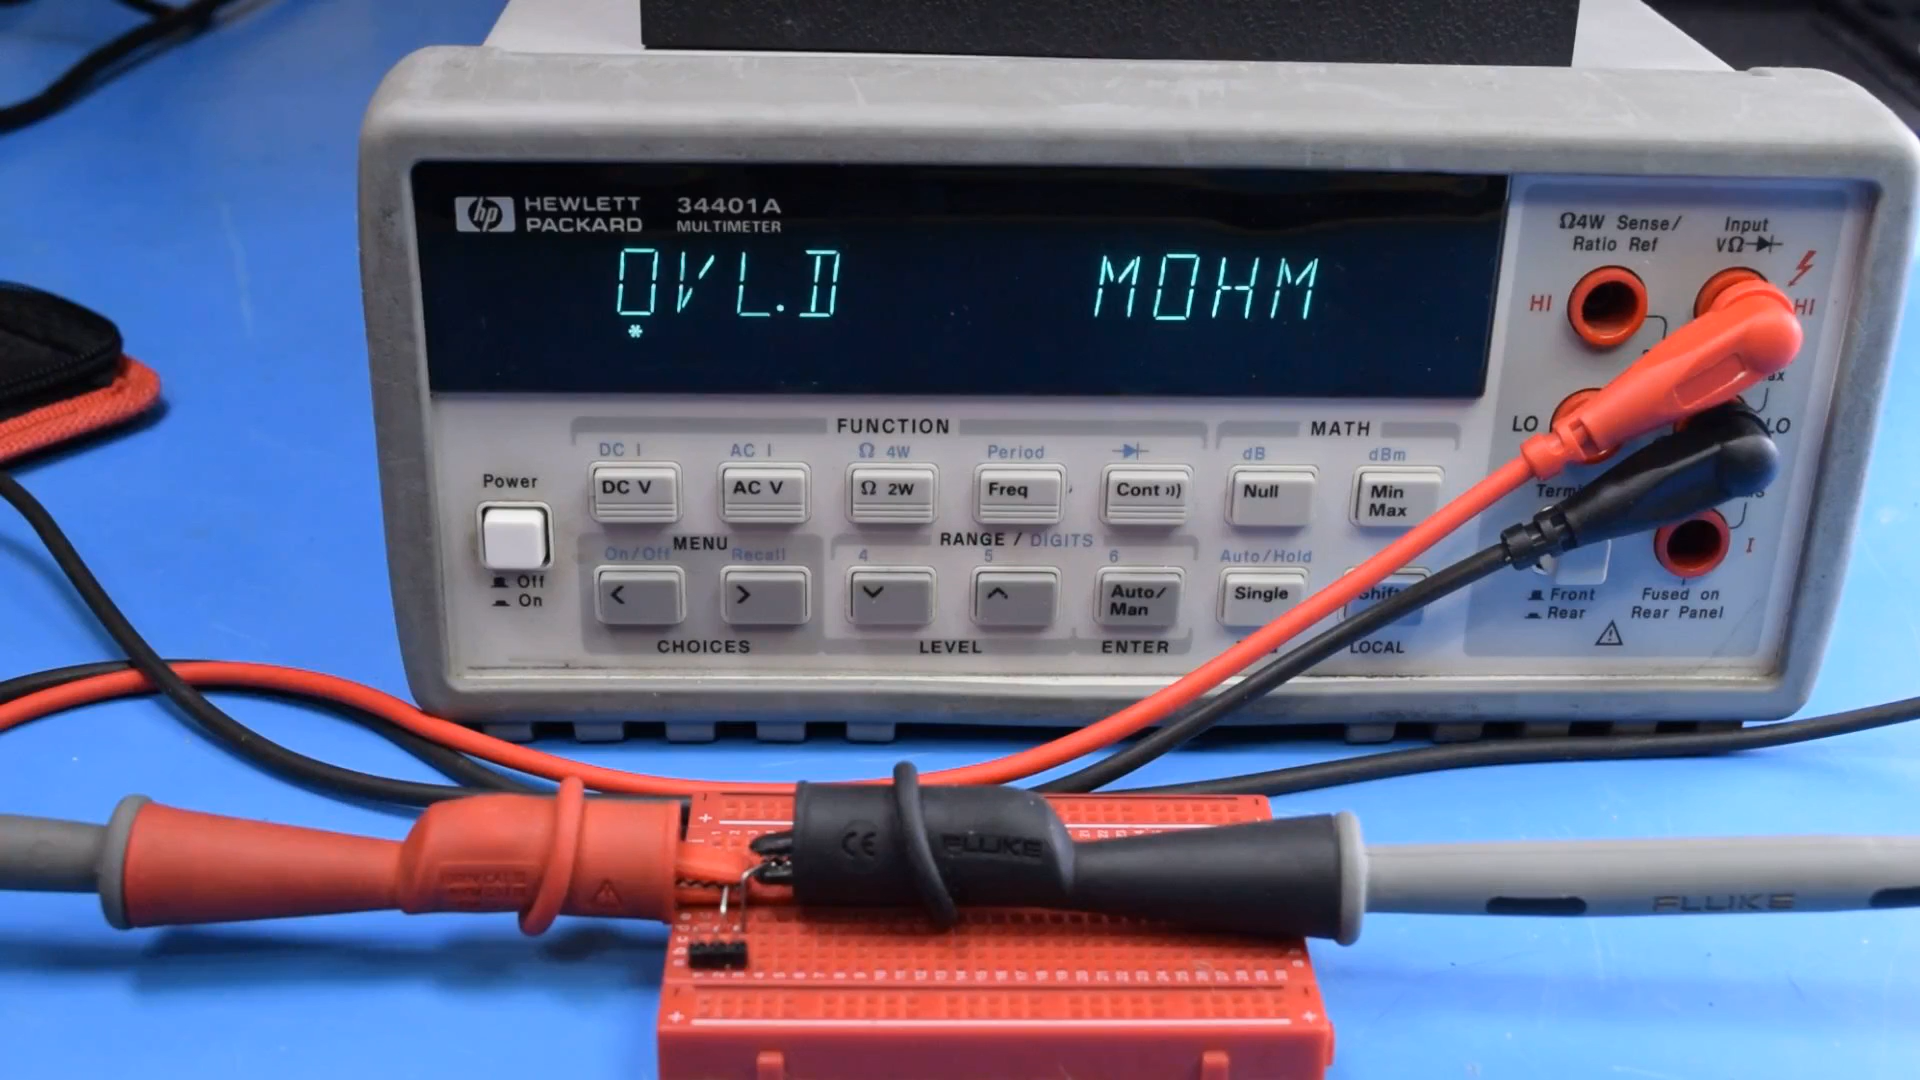 hp HEWLETT PACKARD 34401A MULTIMETER
OVL.D MOHM
*
Ω4W Sense/ Ratio Ref
Input VΩ
HI
HI
LO
LO
FUNCTION
MATH
DC I
AC I
Ω 4W
Period
dB
dBm
Power
DC V
AC V
Ω 2W
Freq
Cont
Null
Min Max
MENU
RANGE / DIGITS
On/Off
Recall
4
5
6
Auto/Hold
Off
On
<
>
Auto/ Man
Single
Shift
CHOICES
LEVEL
ENTER
LOCAL
I
Front
Rear
Fused on Rear Panel
CE FLUKE
FLUKE